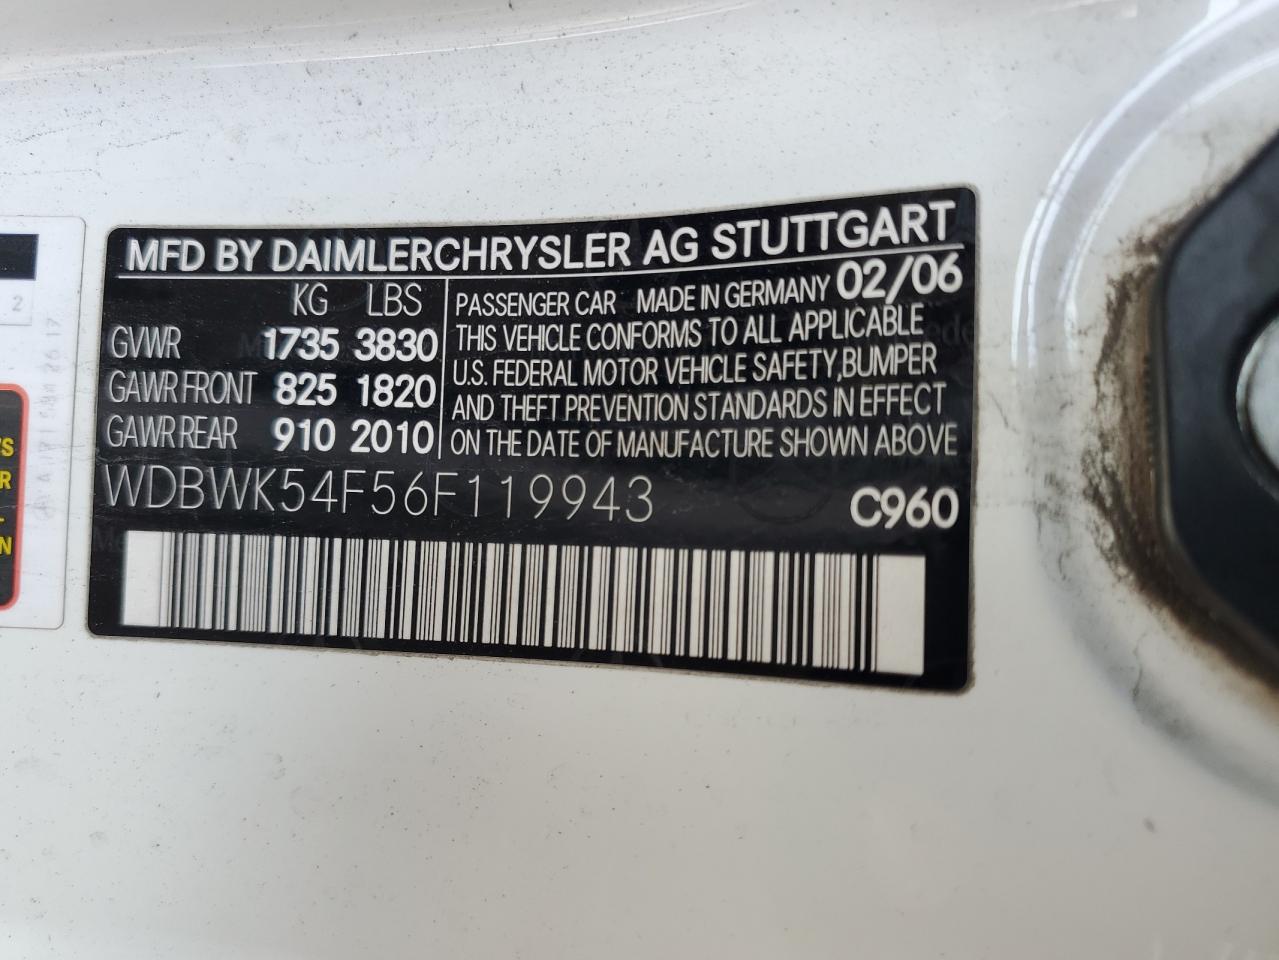 MFD BY DAIMLERCHRYSLER AG STUTTGART
KG LBS
GVWR 1735 3830
GAWR FRONT 825 1820
GAWR REAR 910 2010
PASSENGER CAR MADE IN GERMANY 02/06
THIS VEHICLE CONFORMS TO ALL APPLICABLE
U.S. FEDERAL MOTOR VEHICLE SAFETY,BUMPER
AND THEFT PREVENTION STANDARDS IN EFFECT
ON THE DATE OF MANUFACTURE SHOWN ABOVE
WDBWK54F56F119943 C960
2